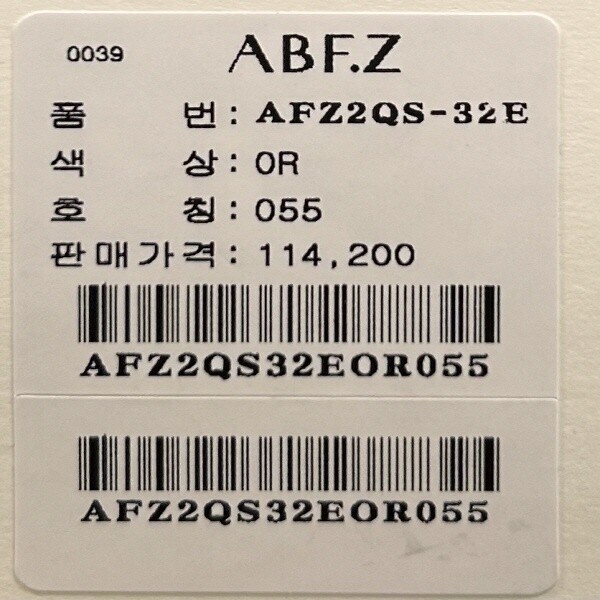 0039 ABF.Z
품 번 : AFZ2QS-32E
색 상 : OR
호 칭 : 055
판매가격 : 114,200
AFZ2QS32EOR055
AFZ2QS32EOR055